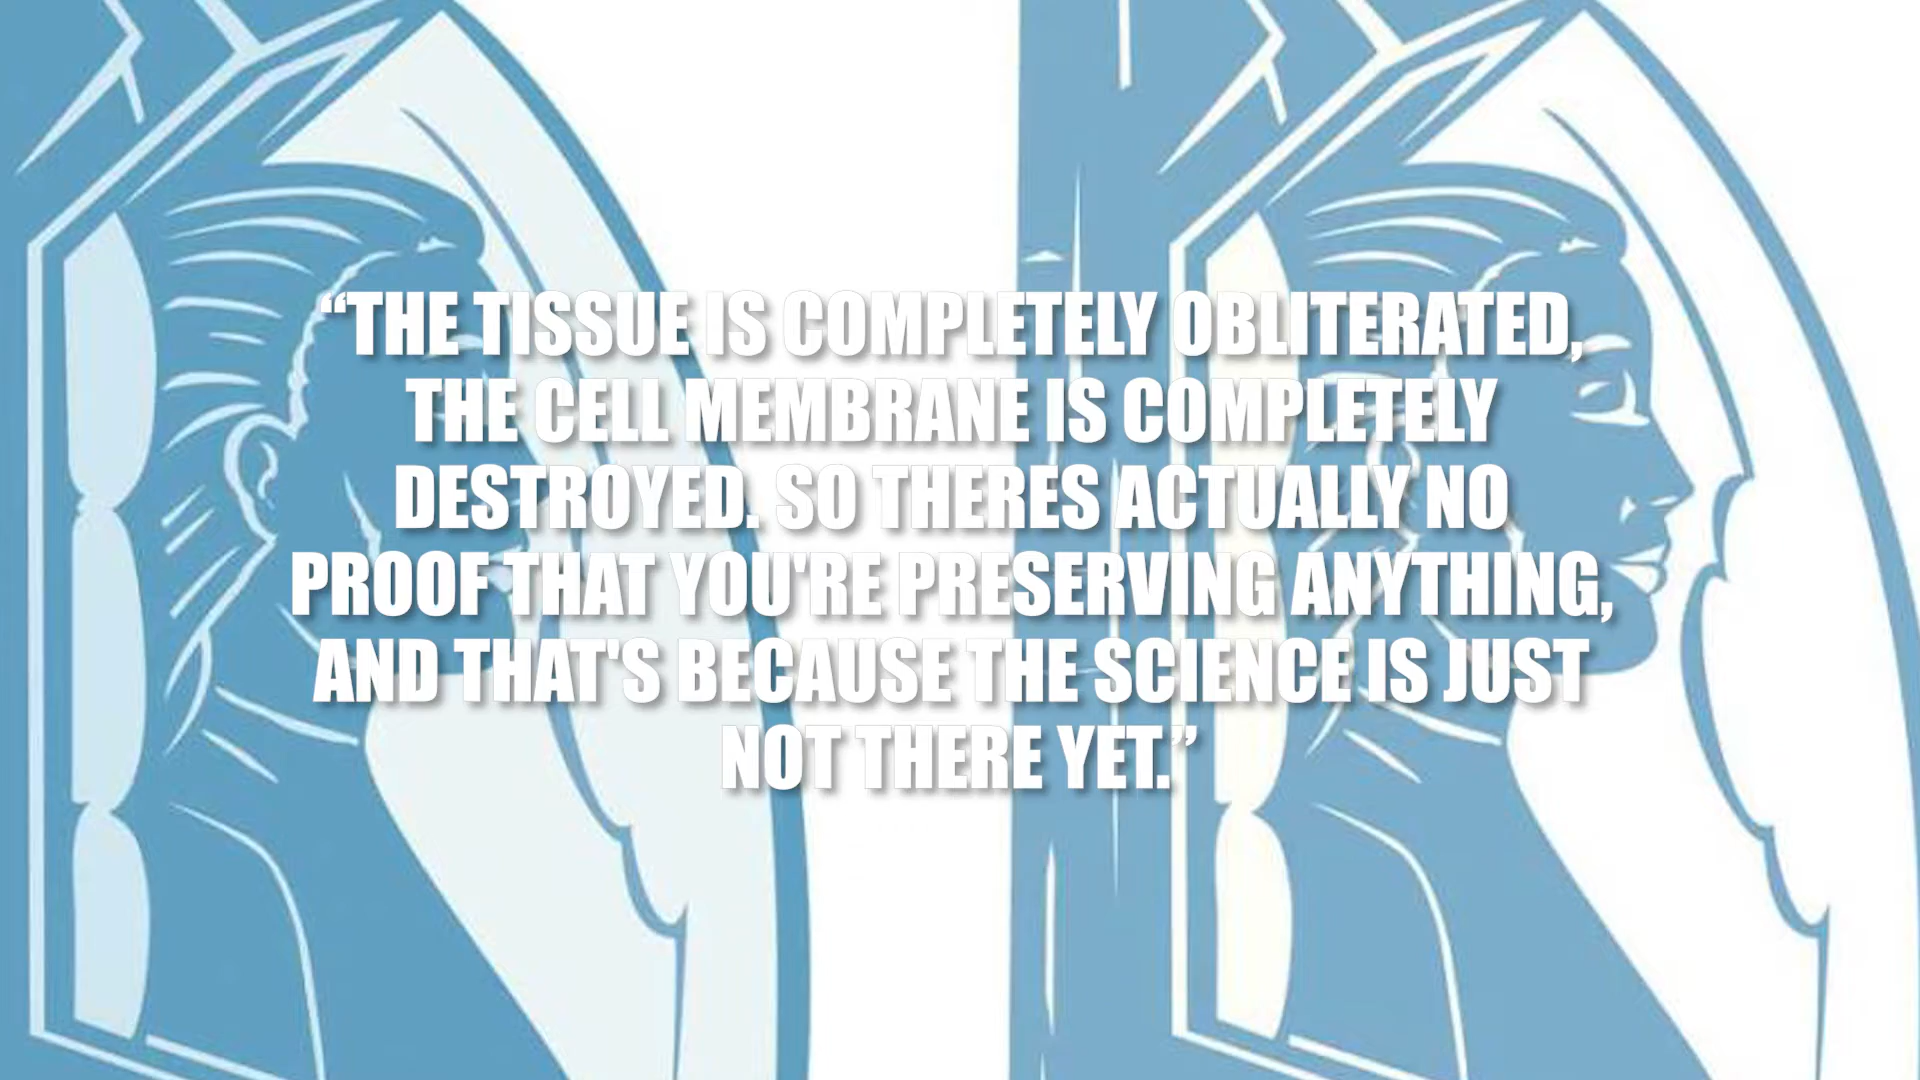 “THE TISSUE IS COMPLETELY OBLITERATED,
THE CELL MEMBRANE IS COMPLETELY
DESTROYED. SO THERES ACTUALLY NO
PROOF THAT YOU'RE PRESERVING ANYTHING,
AND THAT'S BECAUSE THE SCIENCE IS JUST
NOT THERE YET.”